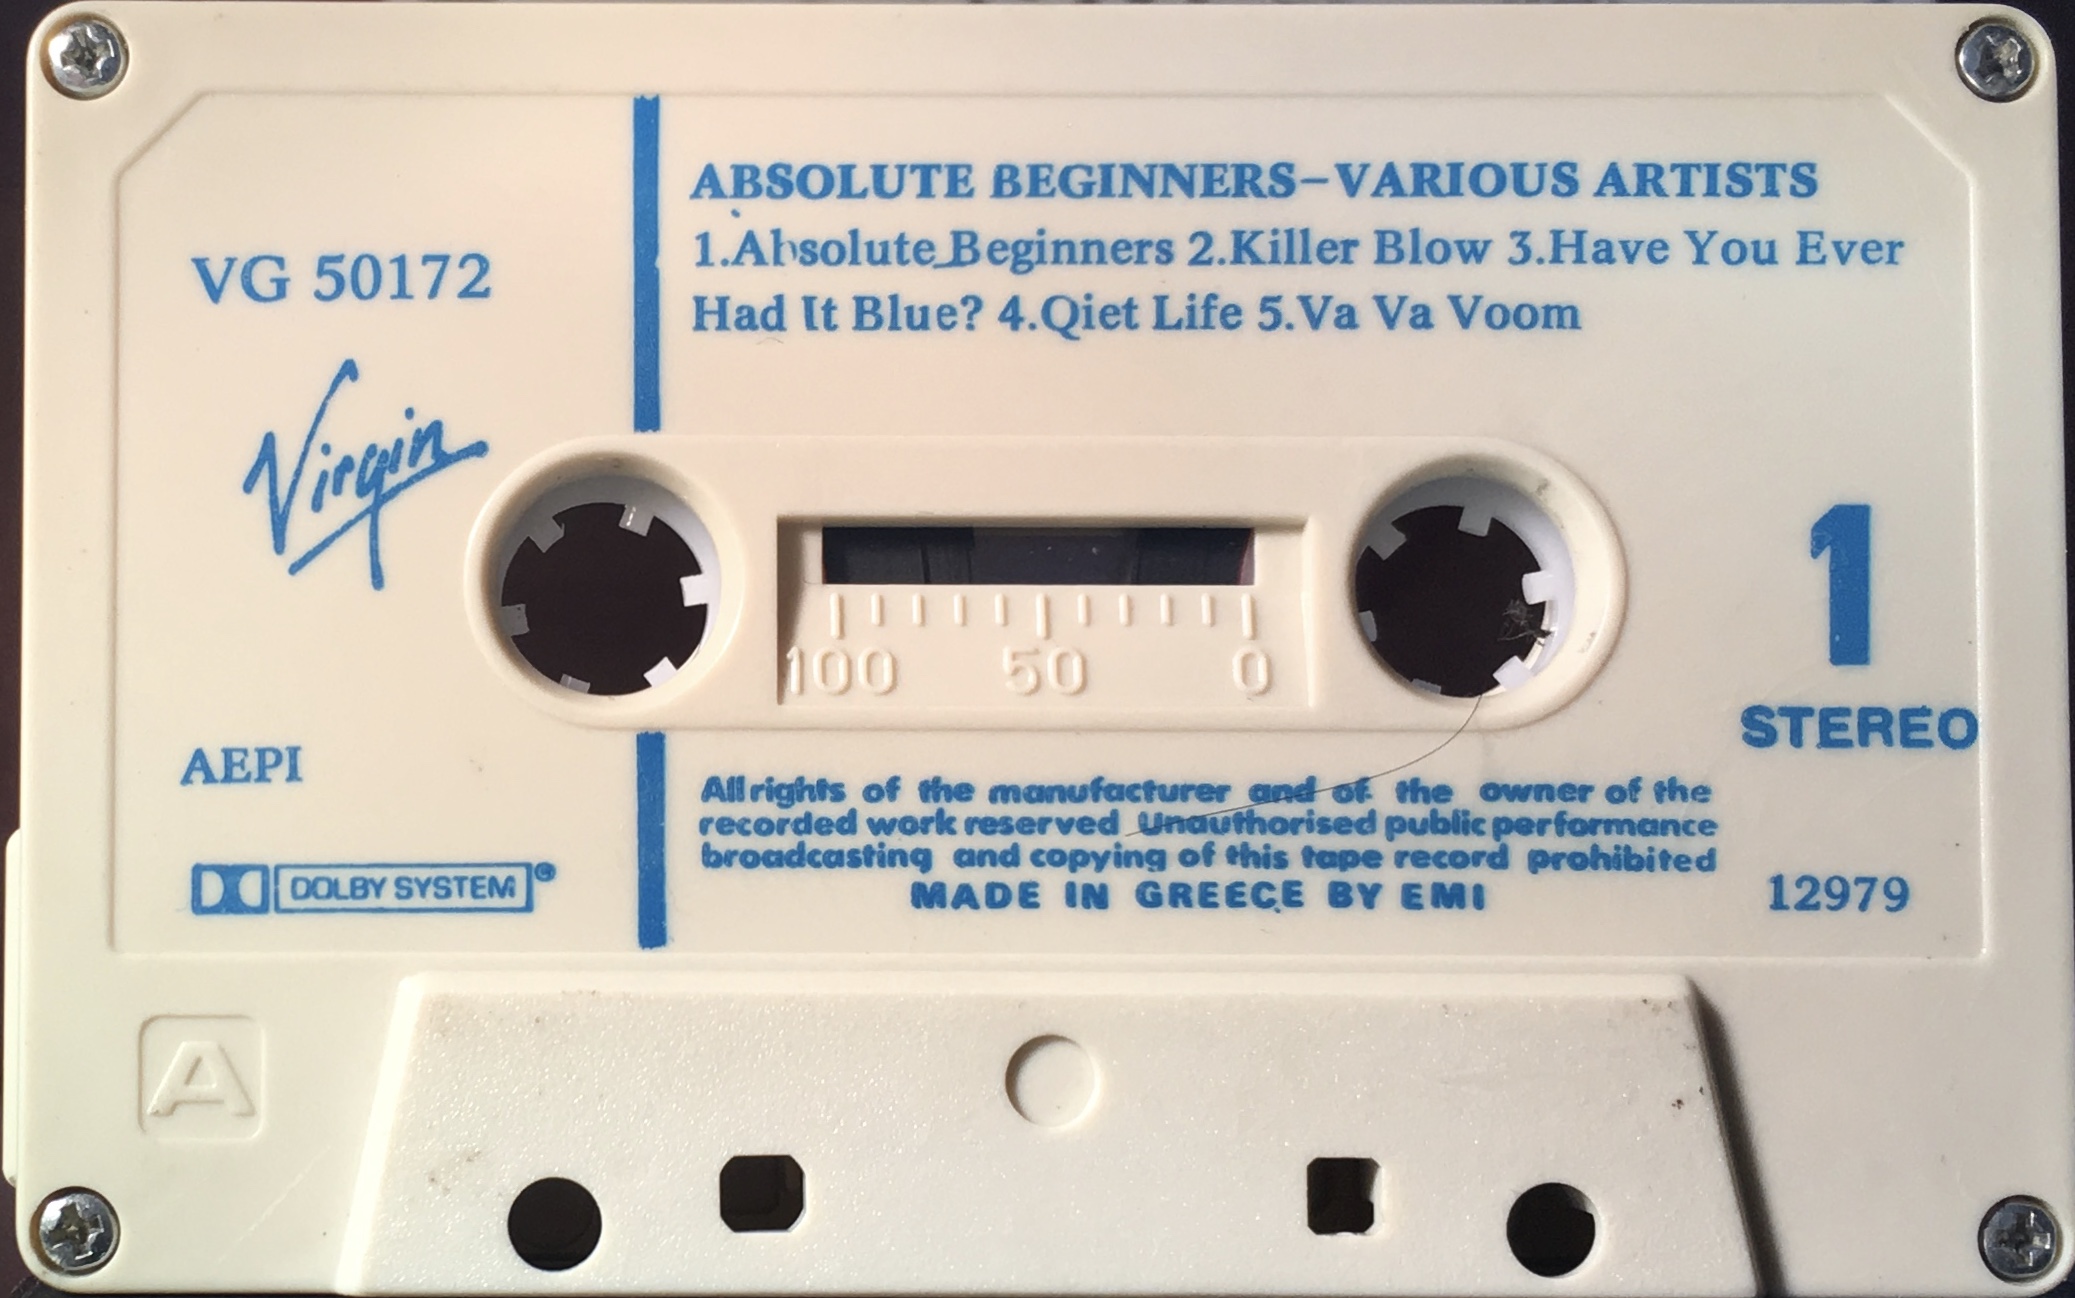 ABSOLUTE BEGINNERS–VARIOUS ARTISTS
1.Absolute Beginners 2.Killer Blow 3.Have You Ever
Had It Blue? 4.Qiet Life 5.Va Va Voom
VG 50172
Virgin
100 50 0
1
STEREO
AEPI
DOLBY SYSTEM®
All rights of the manufacturer and of the owner of the
recorded work reserved Unauthorised public performance
broadcasting and copying of this tape record prohibited
MADE IN GREECE BY EMI
12979
A